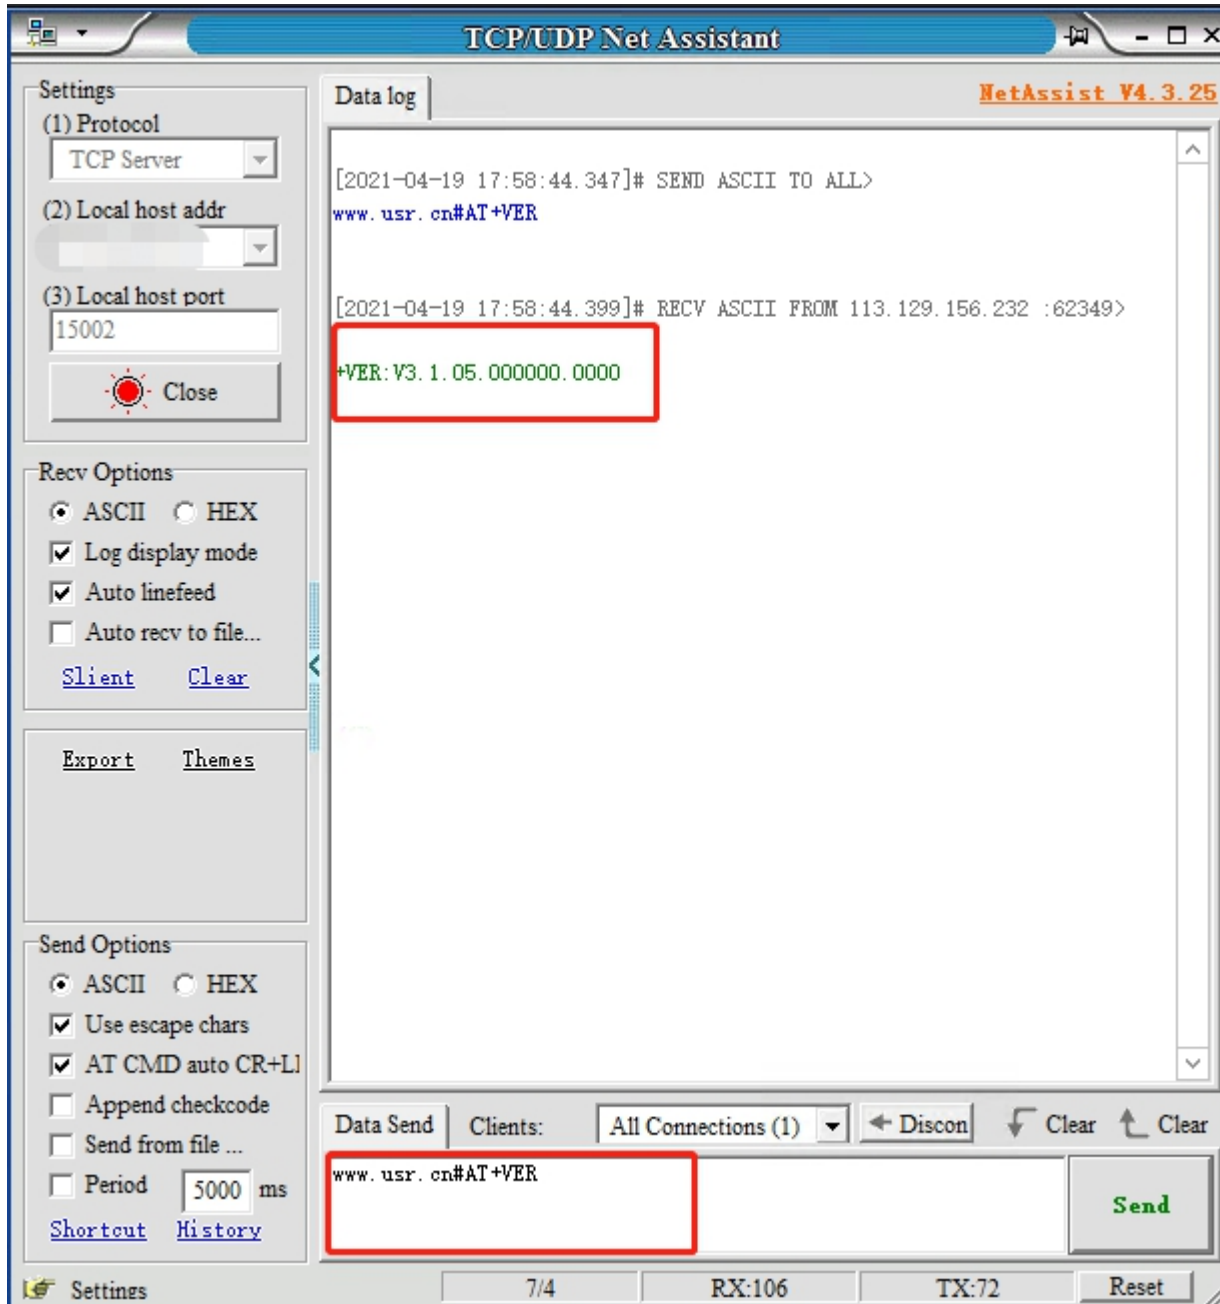 TCP/UDP Net Assistant
Settings
(1) Protocol
TCP Server
(2) Local host addr
(3) Local host port
15002
Close
Recv Options
ASCII HEX
Log display mode
Auto linefeed
Auto recv to file...
Slient Clear
Export Themes
Send Options
ASCII HEX
Use escape chars
AT CMD auto CR+L
Append checkcode
Send from file ...
Period 5000 ms
Shortcut History
Data log
NetAssist V4.3.25
[2021-04-19 17:58:44.347]# SEND ASCII TO ALL>
www.usr.cn#AT+VER
[2021-04-19 17:58:44.399]# RECV ASCII FROM 113.129.156.232 :62349>
+VER:V3.1.05.000000.0000
Data Send Clients: All Connections (1) Discon Clear Clear
www.usr.cn#AT+VER
Send
Settings 7/4 RX:106 TX:72 Reset